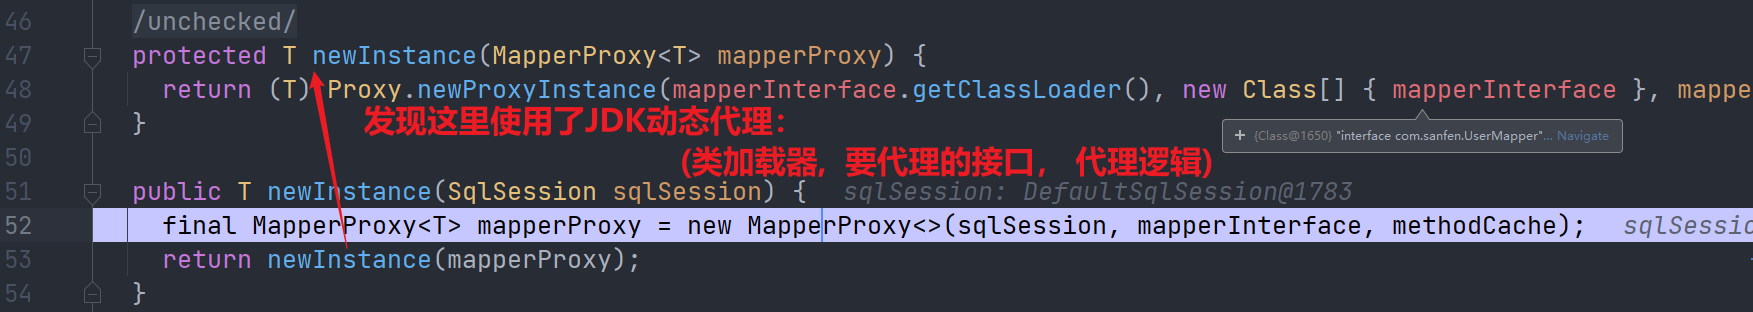 46 /unchecked/
47 protected T newInstance(MapperProxy<T> mapperProxy) {
48 return (T) Proxy.newProxyInstance(mapperInterface.getClassLoader(), new Class[] { mapperInterface }, mappe
发现这里使用了JDK动态代理：
49 }
+ {Class@1650} "interface com.sanfen.UserMapper"... Navigate
50
(类加载器，要代理的接口， 代理逻辑)
51 public T newInstance(SqlSession sqlSession) { sqlSession: DefaultSqlSession@1783
52 final MapperProxy<T> mapperProxy = new MapperProxy<>(sqlSession, mapperInterface, methodCache); sqlSessio
53 return newInstance(mapperProxy);
54 }